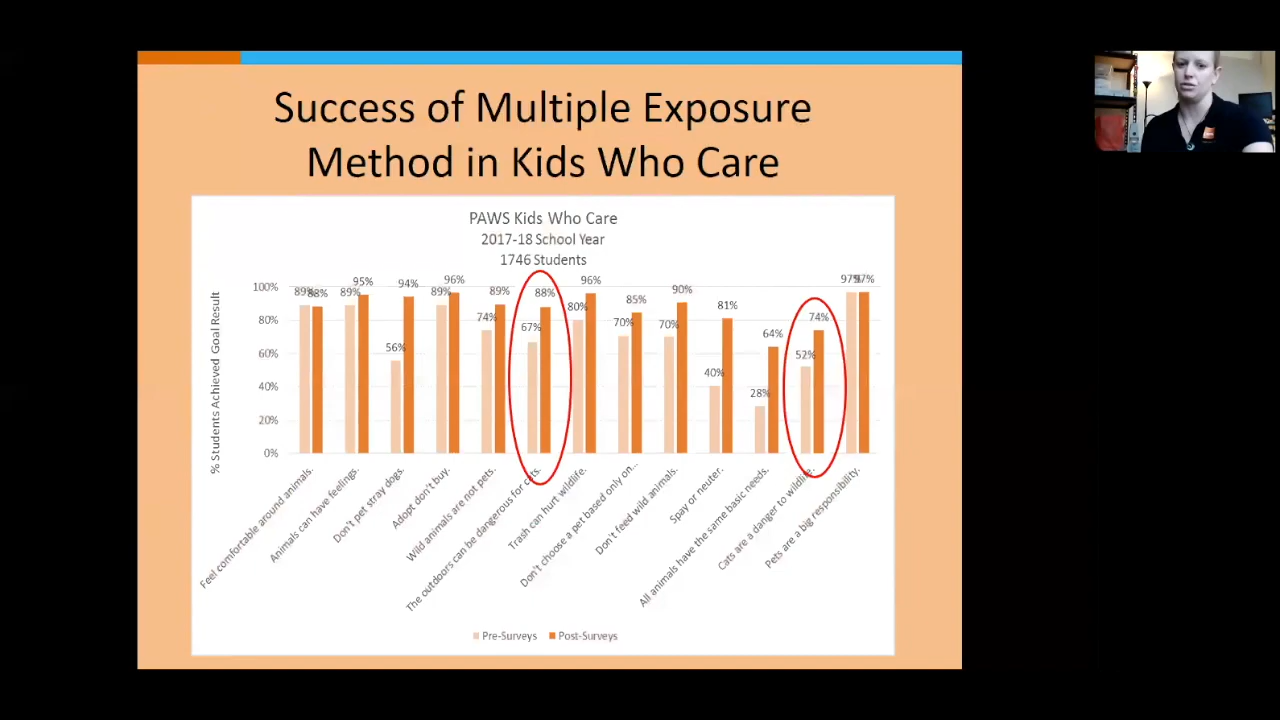 Success of Multiple Exposure
Method in Kids Who Care
PAWS Kids Who Care
2017-18 School Year
1746 Students
% Students Achieved Goal Result
100%
80%
60%
40%
20%
0%
89% 88%
89% 95%
56% 94%
89% 96%
74% 89%
67% 88%
80% 96%
70% 85%
70% 90%
40% 81%
28% 64%
52% 74%
97% 97%
Feel comfortable around animals.
Animals can have feelings.
Don't pet stray dogs.
Adopt don't buy.
Wild animals are not pets.
The outdoors can be dangerous for cats.
Trash can hurt wildlife.
Don't choose a pet based only on...
Don't feed wild animals.
Spay or neuter.
All animals have the same basic needs.
Cats are a danger to wildlife.
Pets are a big responsibility.
Pre-Surveys Post-Surveys